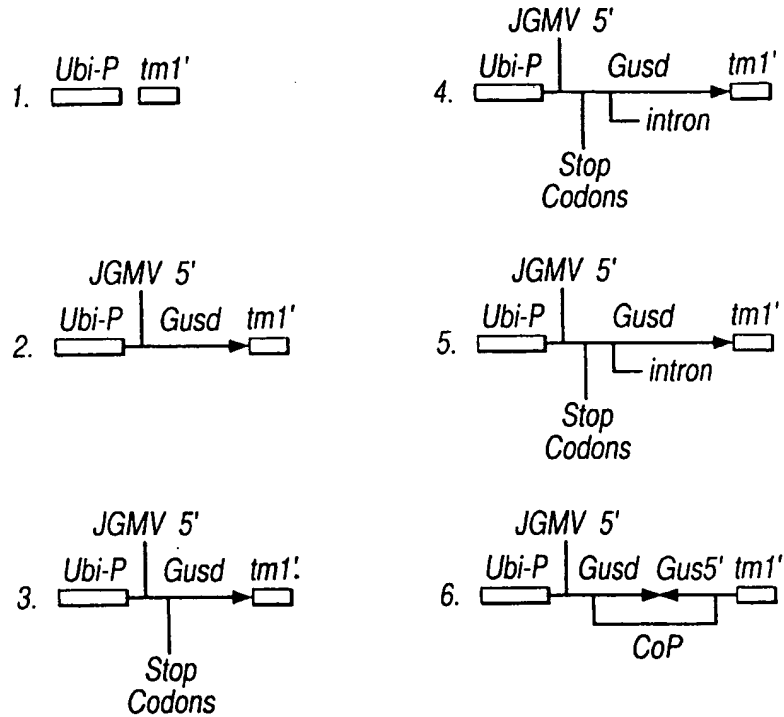 1.
Ubi-P tm1'
2.
JGMV 5'
Ubi-P Gusd tm1'
3.
JGMV 5'
Ubi-P Gusd tm1'.
Stop
Codons
4.
JGMV 5'
Ubi-P Gusd tm1'
intron
Stop
Codons
5.
JGMV 5'
Ubi-P Gusd tm1'
intron
Stop
Codons
6.
JGMV 5'
Ubi-P Gusd Gus5' tm1'
CoP